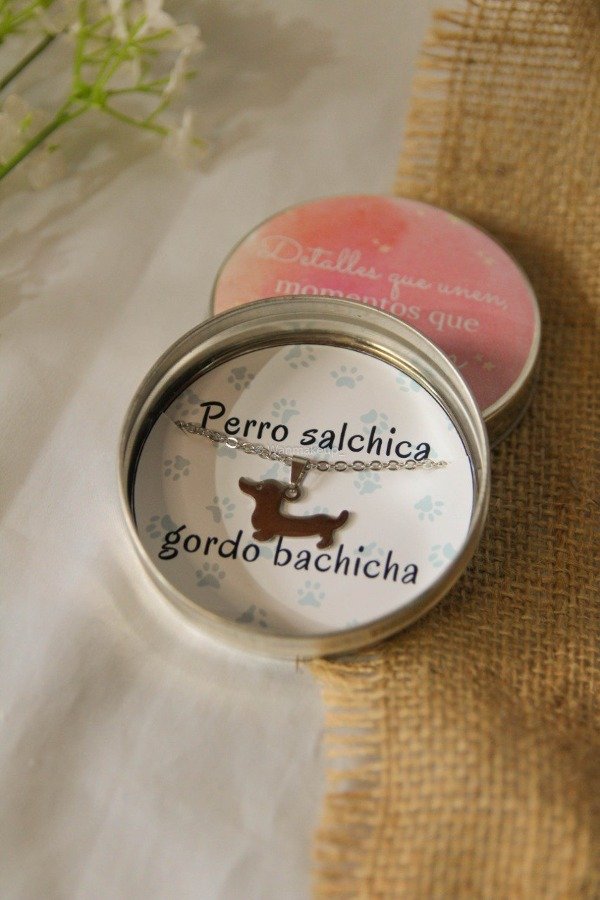 Detalles que unen,
momentos que
Perro salchica
gordo bachicha